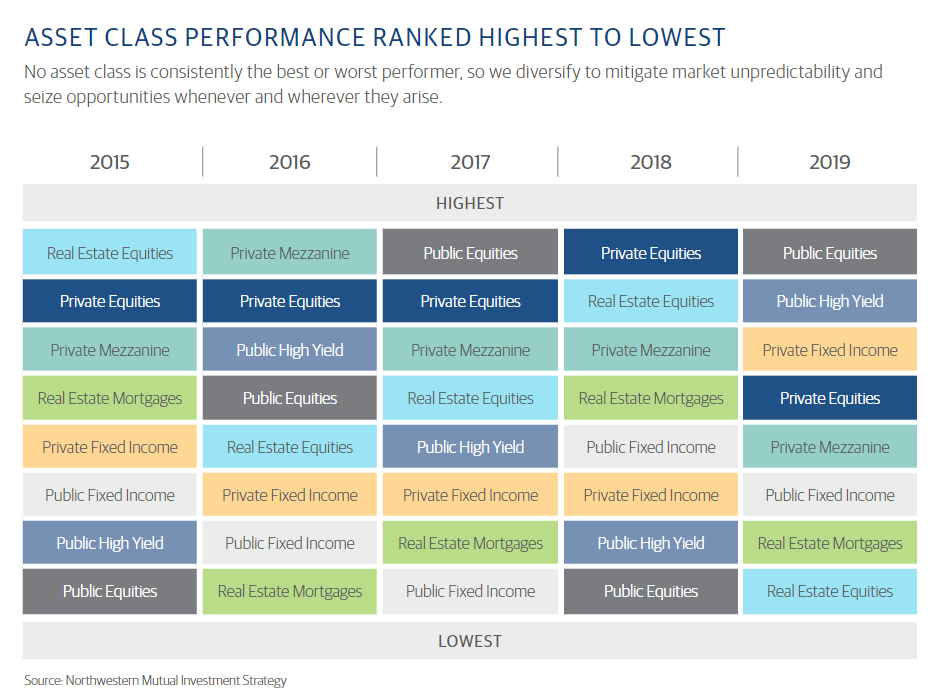 ASSET CLASS PERFORMANCE RANKED HIGHEST TO LOWEST
No asset class is consistently the best or worst performer, so we diversify to mitigate market unpredictability and
seize opportunities whenever and wherever they arise.
2015 2016 2017 2018 2019
HIGHEST
Real Estate Equities Private Mezzanine Public Equities Private Equities Public Equities
Private Equities Private Equities Private Equities Real Estate Equities Public High Yield
Private Mezzanine Public High Yield Private Mezzanine Private Mezzanine Private Fixed Income
Real Estate Mortgages Public Equities Real Estate Equities Real Estate Mortgages Private Equities
Private Fixed Income Real Estate Equities Public High Yield Public Fixed Income Private Mezzanine
Public Fixed Income Private Fixed Income Private Fixed Income Private Fixed Income Public Fixed Income
Public High Yield Public Fixed Income Real Estate Mortgages Public High Yield Real Estate Mortgages
Public Equities Real Estate Mortgages Public Fixed Income Public Equities Real Estate Equities
LOWEST
Source: Northwestern Mutual Investment Strategy